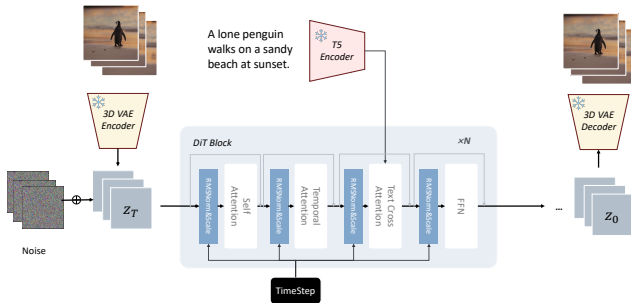 A lone penguin
walks on a sandy
beach at sunset.
T5
Encoder
3D VAE
Encoder
3D VAE
Decoder
DiT Block
×N
RMSNorm&Scale
Self
Attention
RMSNorm&Scale
Temporal
Attention
RMSNorm&Scale
Text Cross
Attention
RMSNorm&Scale
FFN
Z_T
...
Z_0
Noise
TimeStep